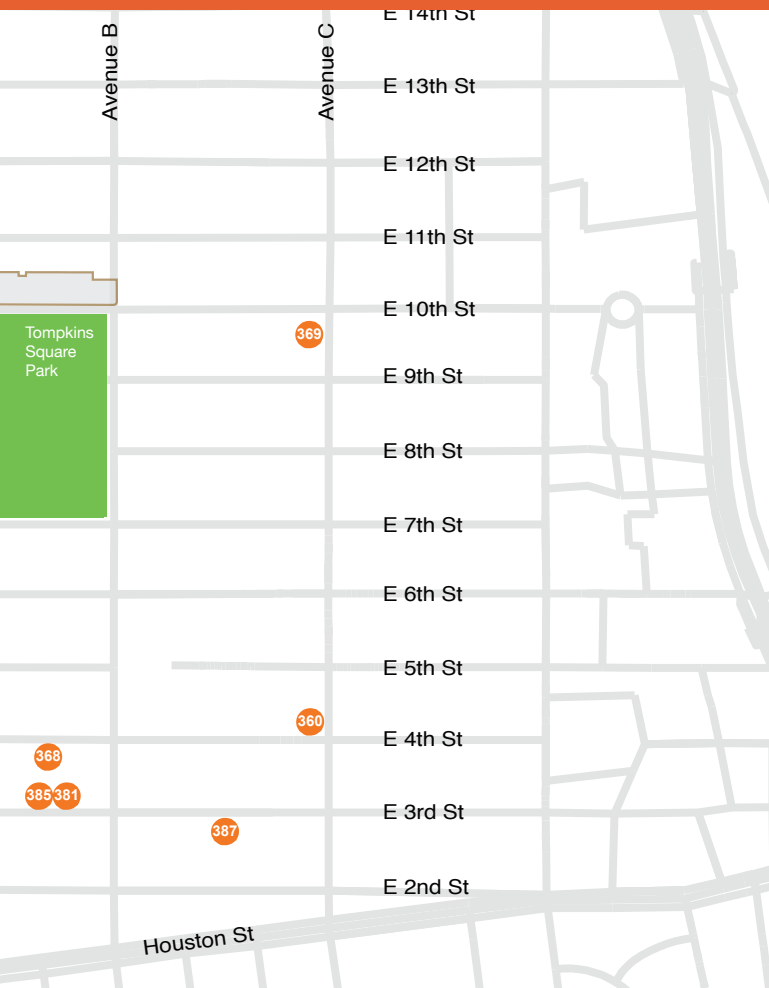 E 14th St
Avenue B
Avenue C
E 13th St
E 12th St
E 11th St
E 10th St
Tompkins
Square
Park
369
E 9th St
E 8th St
E 7th St
E 6th St
E 5th St
360
E 4th St
368
385
381
E 3rd St
387
E 2nd St
Houston St